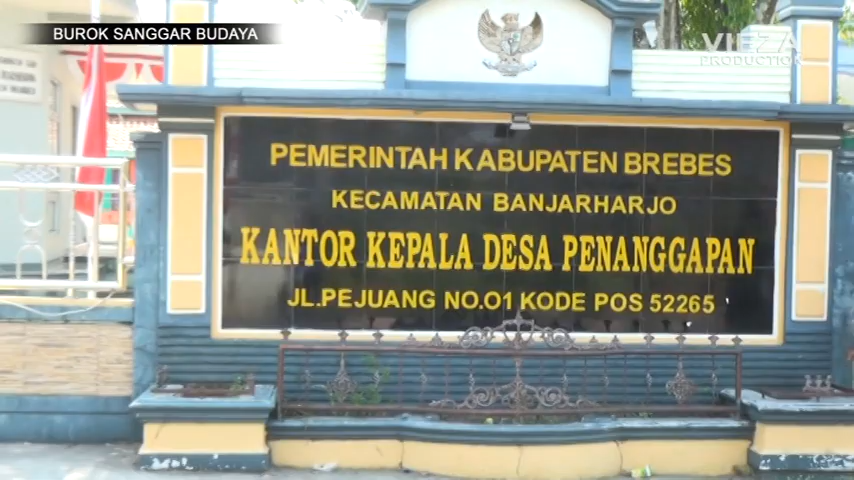 BUROK SANGGAR BUDAYA
VIEZA
PRODUCTION
PEMERINTAH KABUPATEN BREBES
KECAMATAN BANJARHARJO
KANTOR KEPALA DESA PENANGGAPAN
JL.PEJUANG NO.01 KODE POS 52265